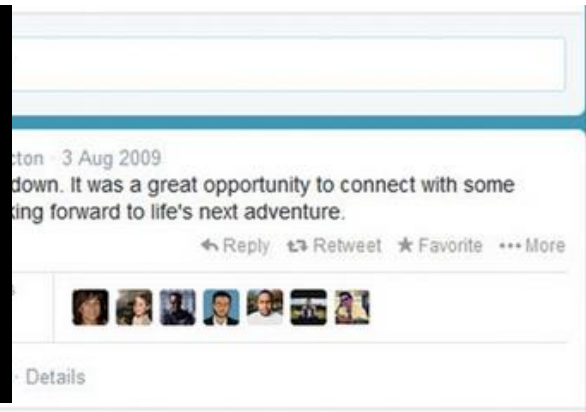 cton · 3 Aug 2009
down. It was a great opportunity to connect with some
king forward to life's next adventure.
Reply Retweet Favorite More
· Details